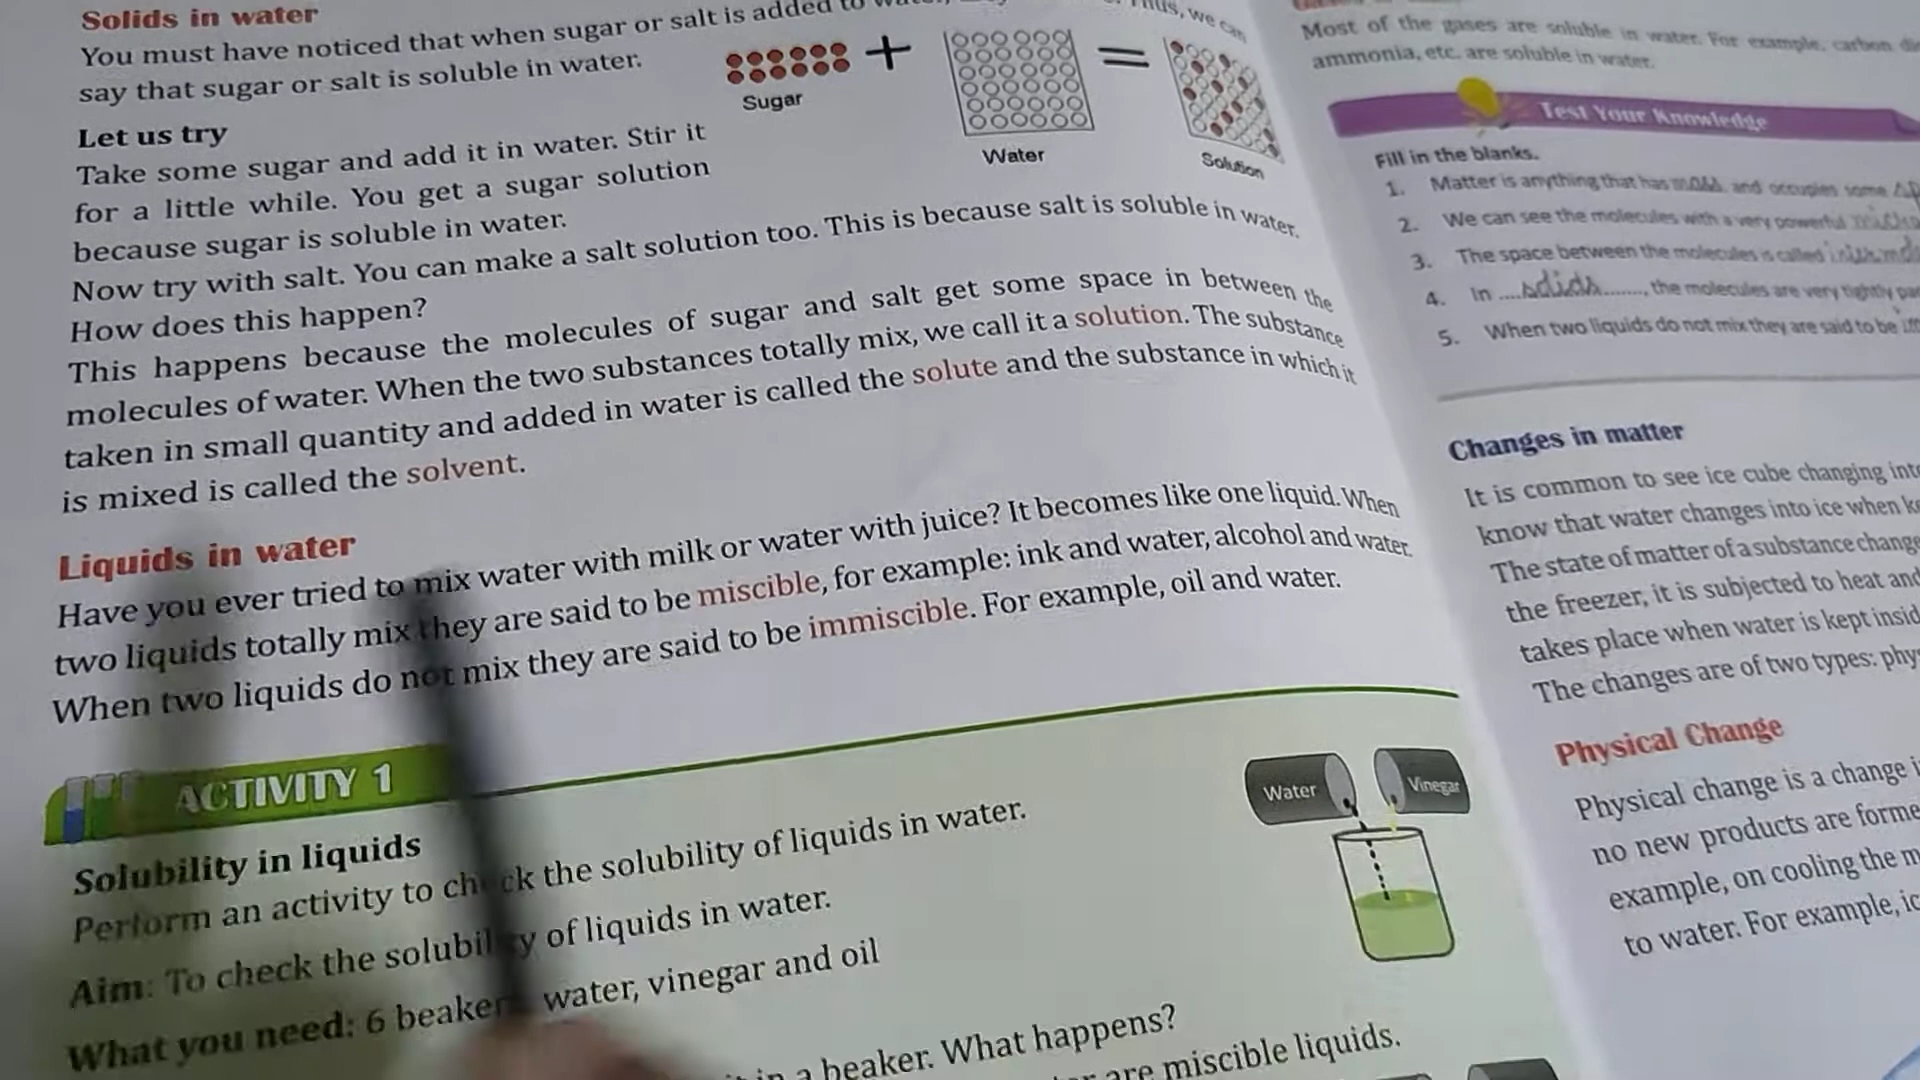 Solids in water
You must have noticed that when sugar or salt is added to
Thus, we can
say that sugar or salt is soluble in water.
Sugar
Water
Solution
Let us try
Take some sugar and add it in water. Stir it
for a little while. You get a sugar solution
because sugar is soluble in water.
Now try with salt. You can make a salt solution too. This is because salt is soluble in water.
How does this happen?
This happens because the molecules of sugar and salt get some space in between the
molecules of water. When the two substances totally mix, we call it a solution. The substance
taken in small quantity and added in water is called the solute and the substance in which it
is mixed is called the solvent.
Liquids in water
Have you ever tried to mix water with milk or water with juice? It becomes like one liquid. When
two liquids totally mix they are said to be miscible, for example: ink and water, alcohol and water.
When two liquids do not mix they are said to be immiscible. For example, oil and water.
ACTIVITY 1
Solubility in liquids
Perform an activity to check the solubility of liquids in water.
Aim: To check the solubility of liquids in water.
What you need: 6 beakers water, vinegar and oil
in a beaker. What happens?
are miscible liquids.
Water
Vinegar
Most of the gases are soluble in water. For example, carbon
ammonia, etc. are soluble in water.
Test Your Knowledge
Fill in the blanks.
1. Matter is anything that has mass and occupies some
2. We can see the molecules with a very powerful
3. The space between the molecules is called
4. In solids, the molecules are very tightly
5. When two liquids do not mix they are said to be
Changes in matter
It is common to see ice cube changing
know that water changes into ice when
The state of matter of a substance
the freezer, it is subjected to heat and
takes place when water is kept
The changes are of two types:
Physical Change
Physical change is a change
no new products are
example, on cooling the
to water. For example,